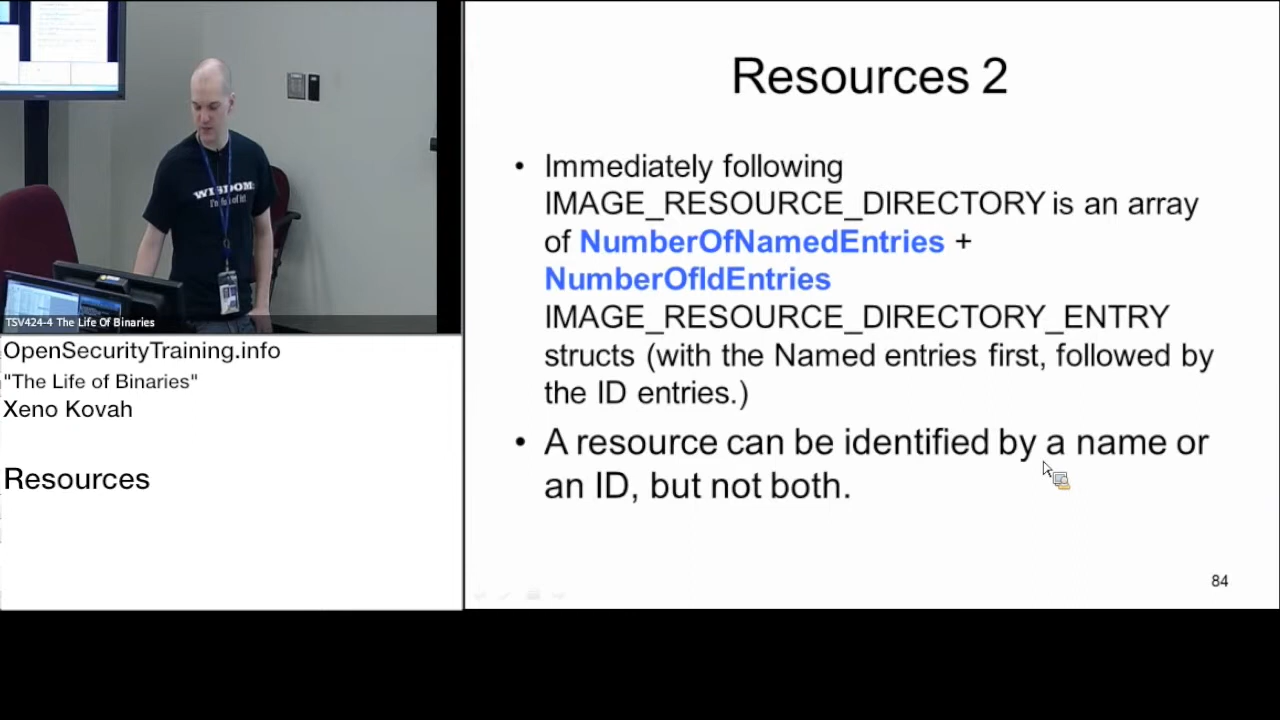 WISDOM:
TSV424-4 The Life Of Binaries
OpenSecurityTraining.info
"The Life of Binaries"
Xeno Kovah
Resources
Resources 2
• Immediately following
IMAGE_RESOURCE_DIRECTORY is an array
of NumberOfNamedEntries +
NumberOfIdEntries
IMAGE_RESOURCE_DIRECTORY_ENTRY
structs (with the Named entries first, followed by
the ID entries.)
• A resource can be identified by a name or
an ID, but not both.
84